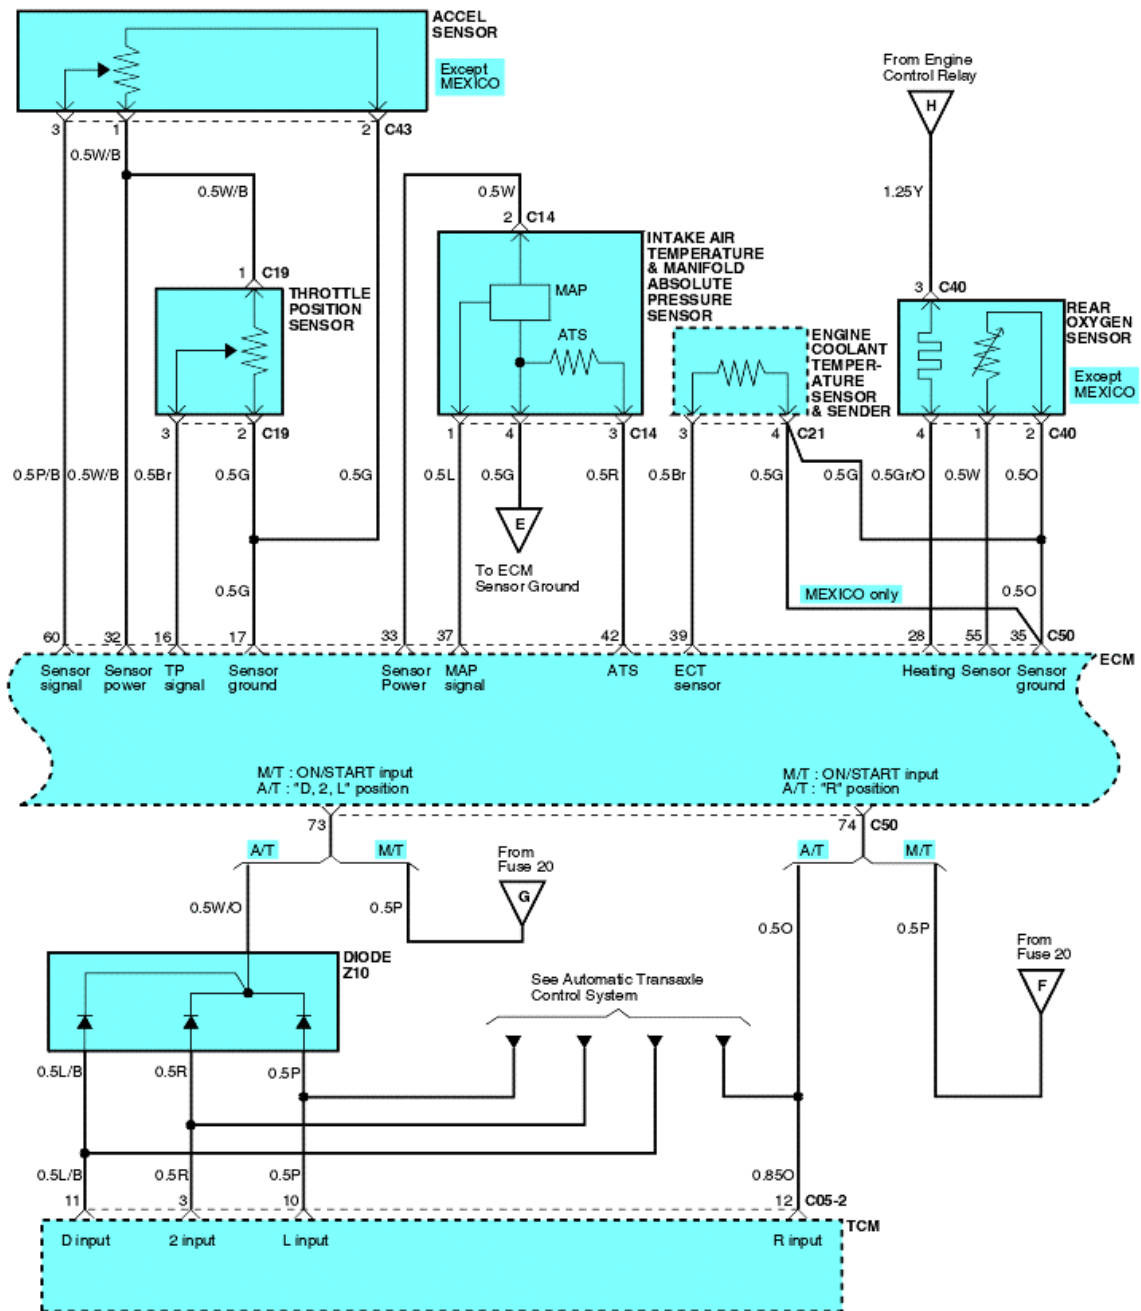 ACCEL
SENSOR
Except
MEXICO
From Engine
Control Relay
H
3
1
2
C43
0.5W/B
0.5W/B
0.5W
1.25Y
2
C14
INTAKE AIR
TEMPERATURE
& MANIFOLD
ABSOLUTE
PRESSURE
SENSOR
1
C19
THROTTLE
POSITION
SENSOR
MAP
ATS
3
C40
REAR
OXYGEN
SENSOR
Except
MEXICO
ENGINE
COOLANT
TEMPER-
ATURE
SENSOR
& SENDER
3
2
C19
1
4
3
C14
3
4
C21
4
1
2
C40
0.5P/B
0.5W/B
0.5Br
0.5G
0.5G
0.5L
0.5G
0.5R
0.5Br
0.5G
0.5G
0.5Gr/O
0.5W
0.5O
E
To ECM
Sensor Ground
0.5G
MEXICO only
0.5O
60
32
16
17
33
37
42
39
28
55
35
C50
ECM
Sensor
signal
Sensor
power
TP
signal
Sensor
ground
Sensor
Power
MAP
signal
ATS
ECT
sensor
Heating
Sensor
Sensor
ground
M/T : ON/START input
A/T : "D, 2, L" position
M/T : ON/START input
A/T : "R" position
73
74
C50
A/T
M/T
From
Fuse 20
G
A/T
M/T
0.5W/O
0.5P
0.5O
0.5P
From
Fuse 20
F
DIODE
Z10
See Automatic Transaxle
Control System
0.5L/B
0.5R
0.5P
0.5L/B
0.5R
0.5P
0.85O
11
3
10
12
C05-2
TCM
D input
2 input
L input
R input